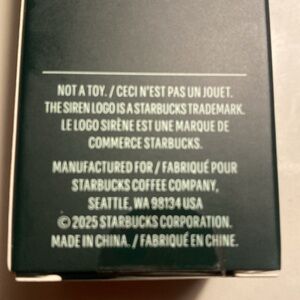 NOT A TOY. / CECI N'EST PAS UN JOUET.
THE SIREN LOGO IS A STARBUCKS TRADEMARK.
LE LOGO SIRÈNE EST UNE MARQUE DE
COMMERCE STARBUCKS.
MANUFACTURED FOR / FABRIQUÉ POUR
STARBUCKS COFFEE COMPANY,
SEATTLE, WA 98134 USA
© 2025 STARBUCKS CORPORATION.
MADE IN CHINA. / FABRIQUÉ EN CHINE.